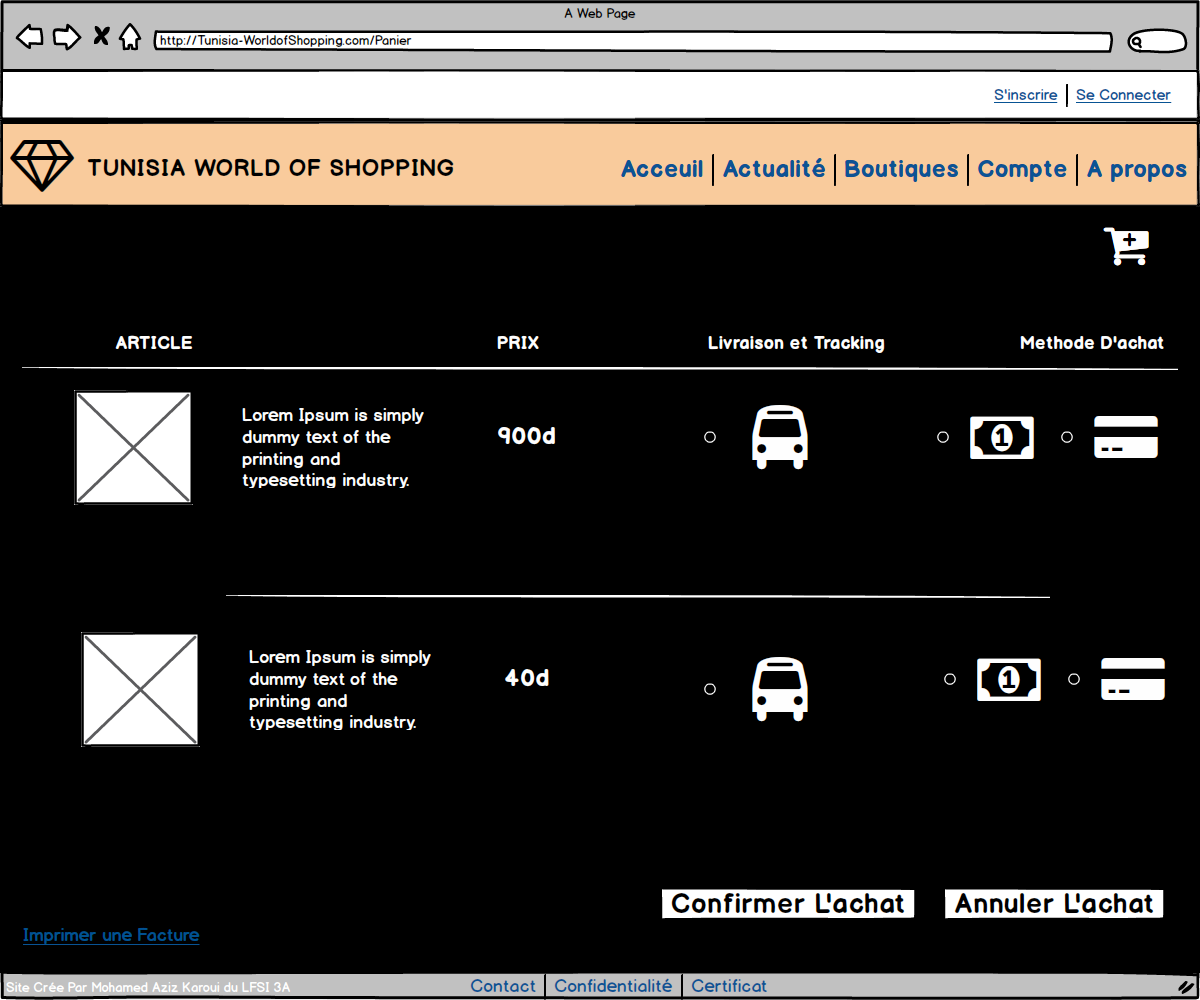 A Web Page
http://Tunisia-WorldofShopping.com/Panier
S'inscrire Se Connecter
TUNISIA WORLD OF SHOPPING
Acceuil Actualité Boutiques Compte A propos
ARTICLE PRIX Livraison et Tracking Methode D'achat
Lorem Ipsum is simply
dummy text of the
printing and
typesetting industry.
900d
1
Lorem Ipsum is simply
dummy text of the
printing and
typesetting industry.
40d
1
Confirmer L'achat Annuler L'achat
Imprimer une Facture
Site Crée Par Mohamed Aziz Karoui du LFSI 3A Contact Confidentialité Certificat